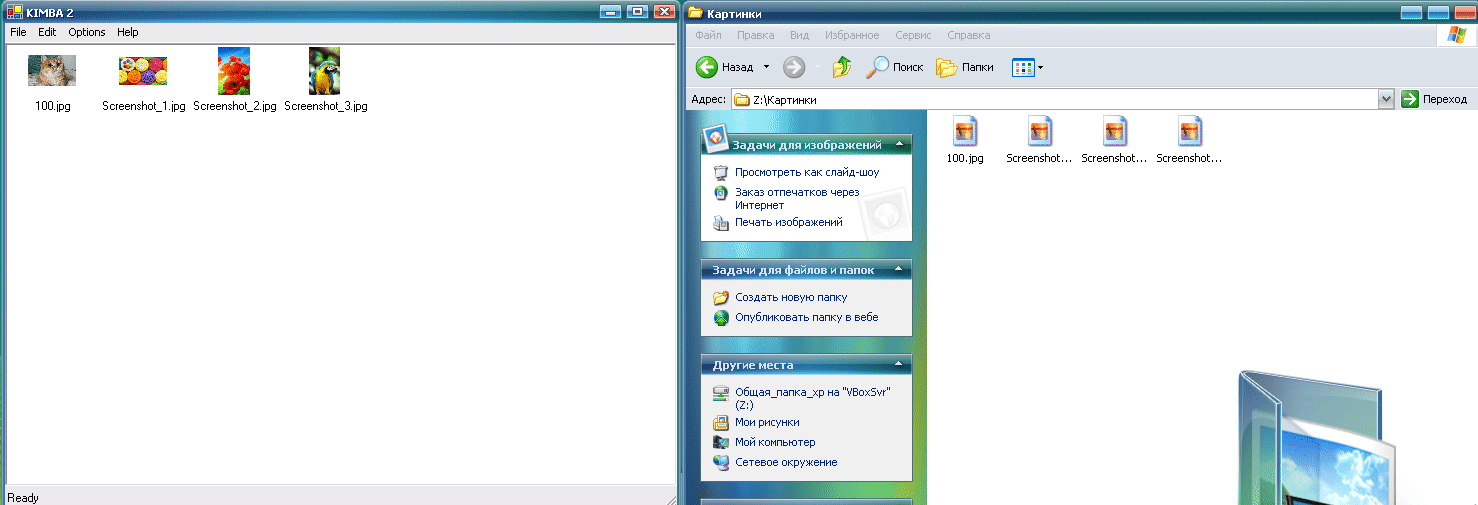 KIMBA 2
File Edit Options Help
100.jpg Screenshot_1.jpg Screenshot_2.jpg Screenshot_3.jpg
Ready
Картинки
Файл Правка Вид Избранное Сервис Справка
Назад Поиск Папки
Адрес: Z:\Картинки Переход
Задачи для изображений
Просмотреть как слайд-шоу
Заказ отпечатков через
Интернет
Печать изображений
Задачи для файлов и папок
Создать новую папку
Опубликовать папку в вебе
Другие места
Общая_папка_xp на "VBoxSvr"
(Z:)
Мои рисунки
Мой компьютер
Сетевое окружение
100.jpg Screenshot... Screenshot... Screenshot...